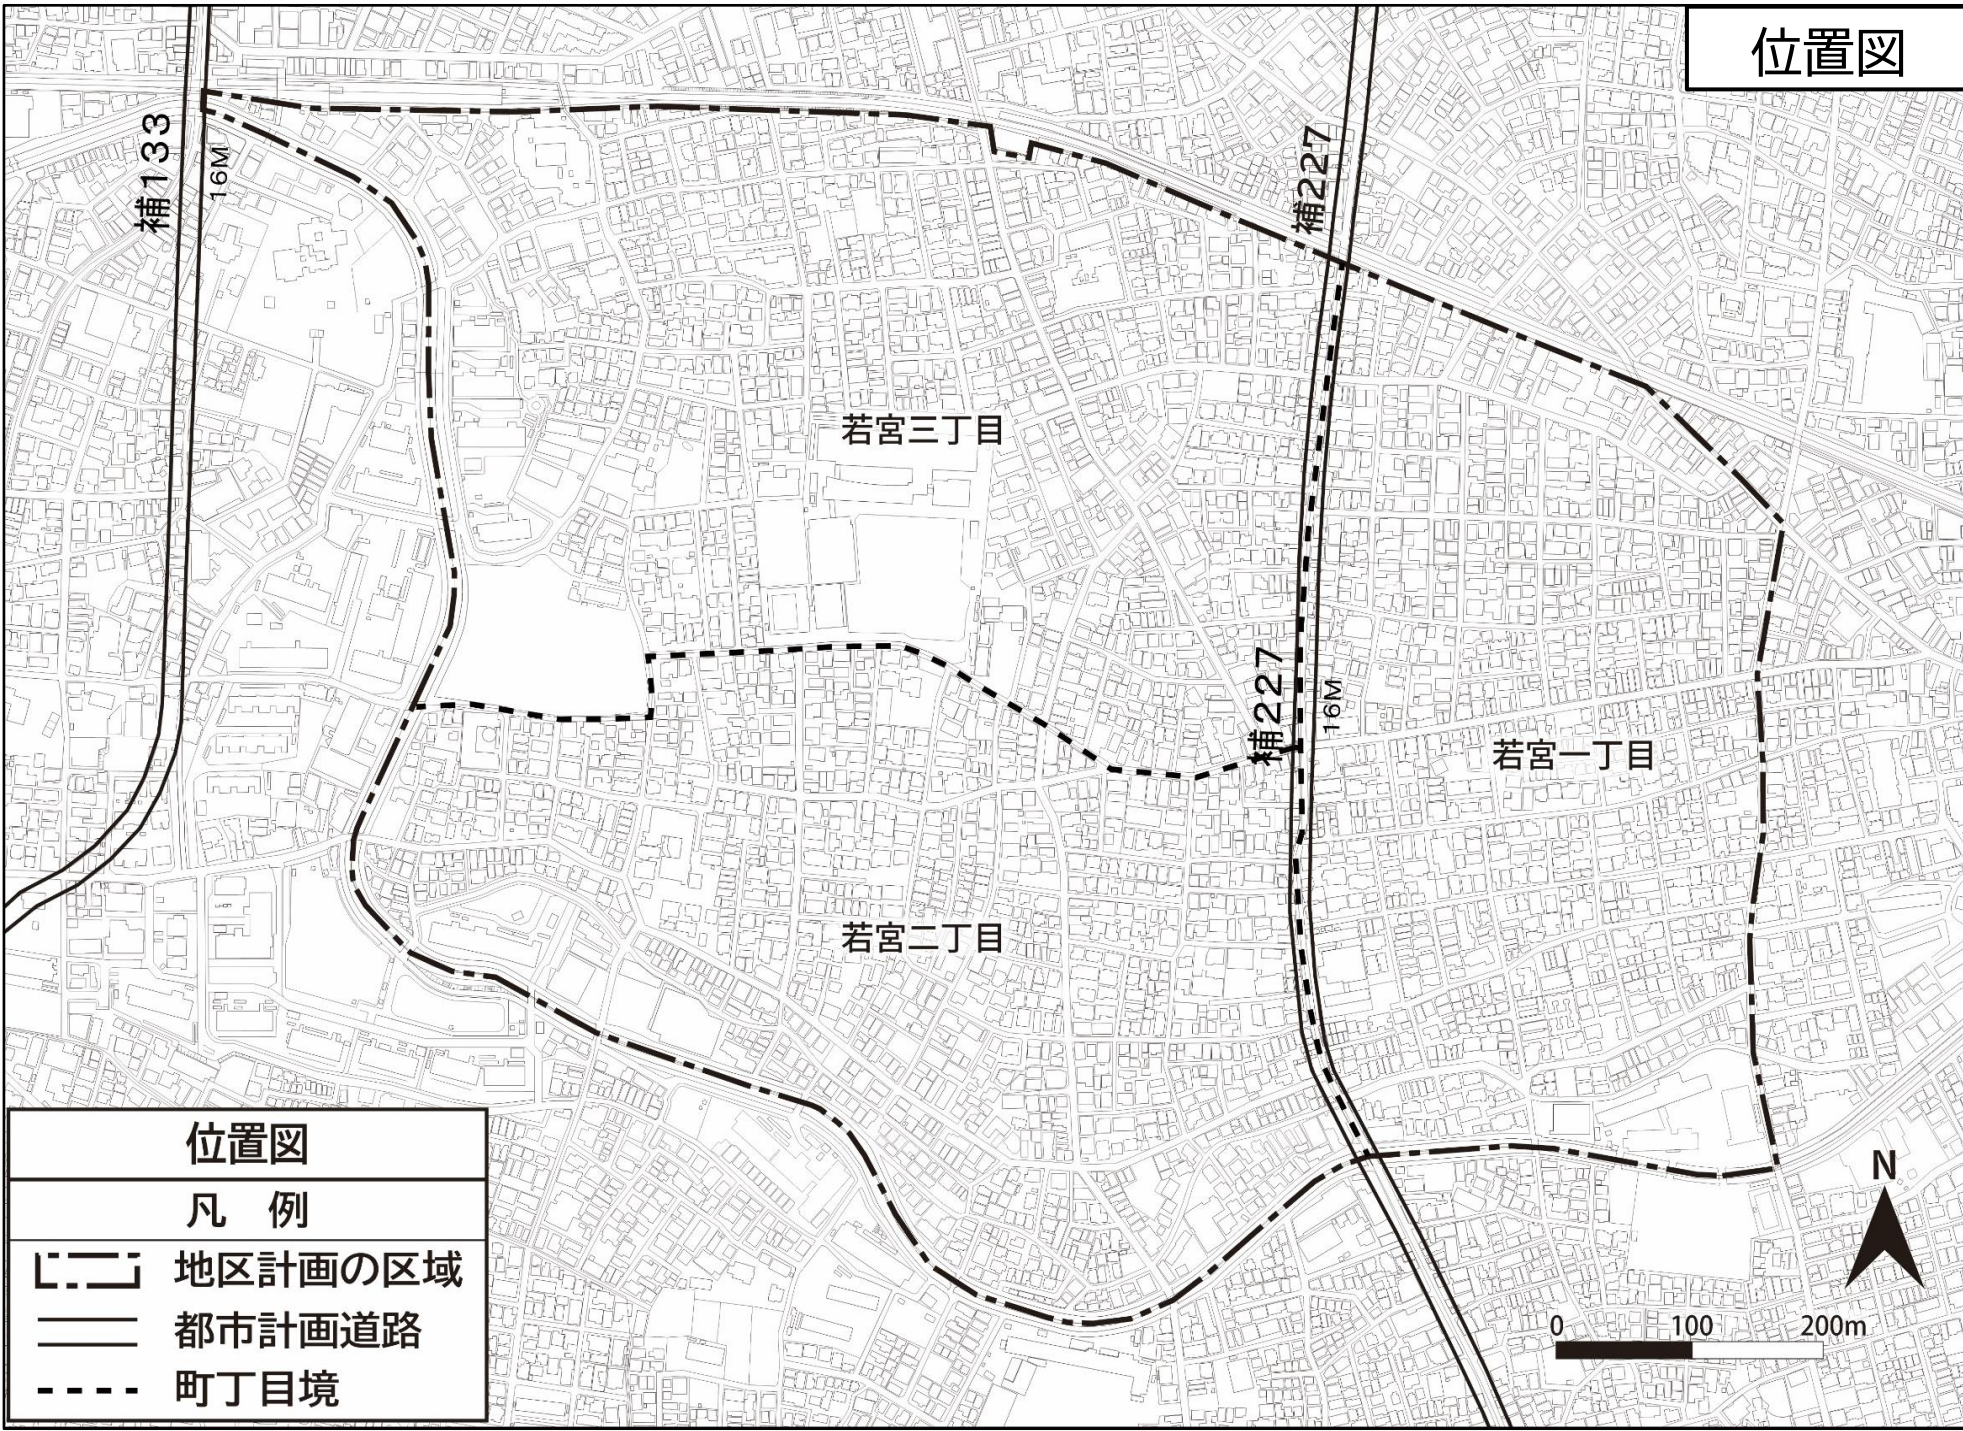 位置図
補133
16M
補227
若宮三丁目
補227
16M
若宮一丁目
若宮二丁目
位置図
凡 例
地区計画の区域
都市計画道路
町丁目境
N
0 100 200m